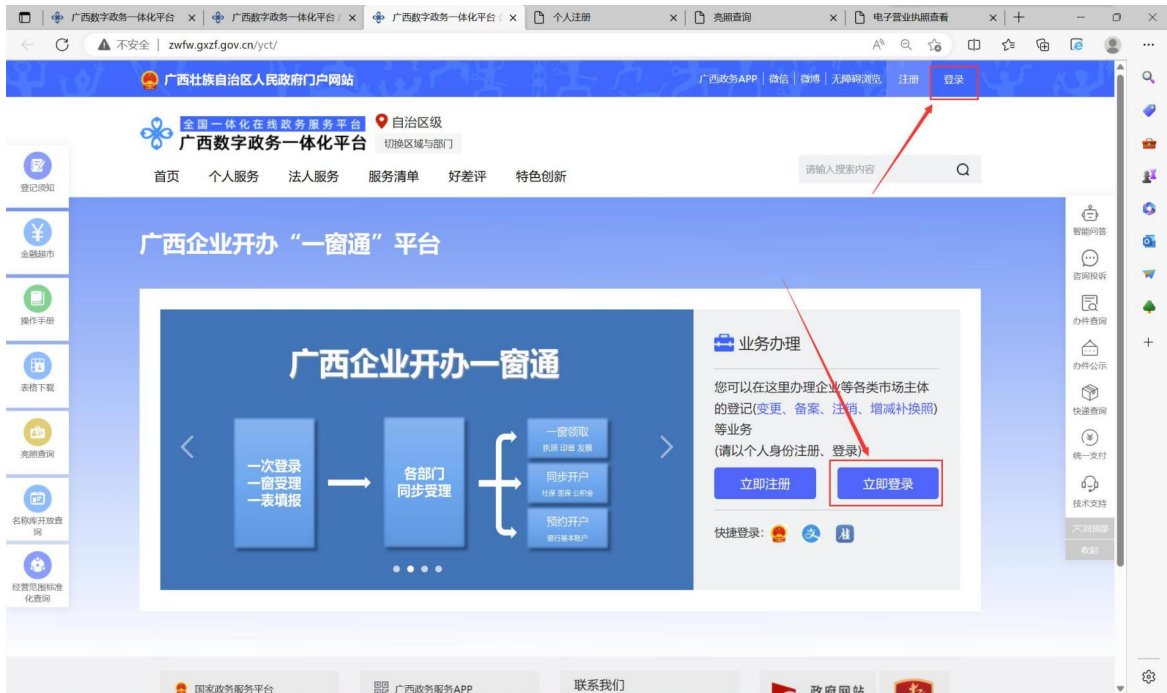 广西数字政务一体化平台
广西数字政务一体化平台 /
广西数字政务一体化平台
个人注册
亮照查询
电子营业执照查看
不安全 | zwfw.gxzf.gov.cn/yct/
广西壮族自治区人民政府门户网站
广西政务APP | 微信 | 微博 | 无障碍浏览 注册 登录
全国一体化在线政务服务平台
广西数字政务一体化平台
自治区级
切换区域与部门
首页 个人服务 法人服务 服务清单 好差评 特色创新
请输入搜索内容
登记须知
金融超市
操作手册
表格下载
亮照查询
名称库开放查
询
经营范围标准
化查询
广西企业开办“一窗通”平台
广西企业开办一窗通
一次登录
一窗受理
一表填报
各部门
同步受理
一窗领取
执照 印章 发票
同步开户
社保 医保 公积金
预约开户
银行基本账户
业务办理
您可以在这里办理企业等各类市场主体
的登记(变更、备案、注销、增减补换照)
等业务
(请以个人身份注册、登录)
立即注册
立即登录
快捷登录:
桂
智能问答
咨询投诉
办件查询
办件公示
快递查询
统一支付
技术支持
回顶部
收起
国家政务服务平台
广西政务服务APP
联系我们
政府网站